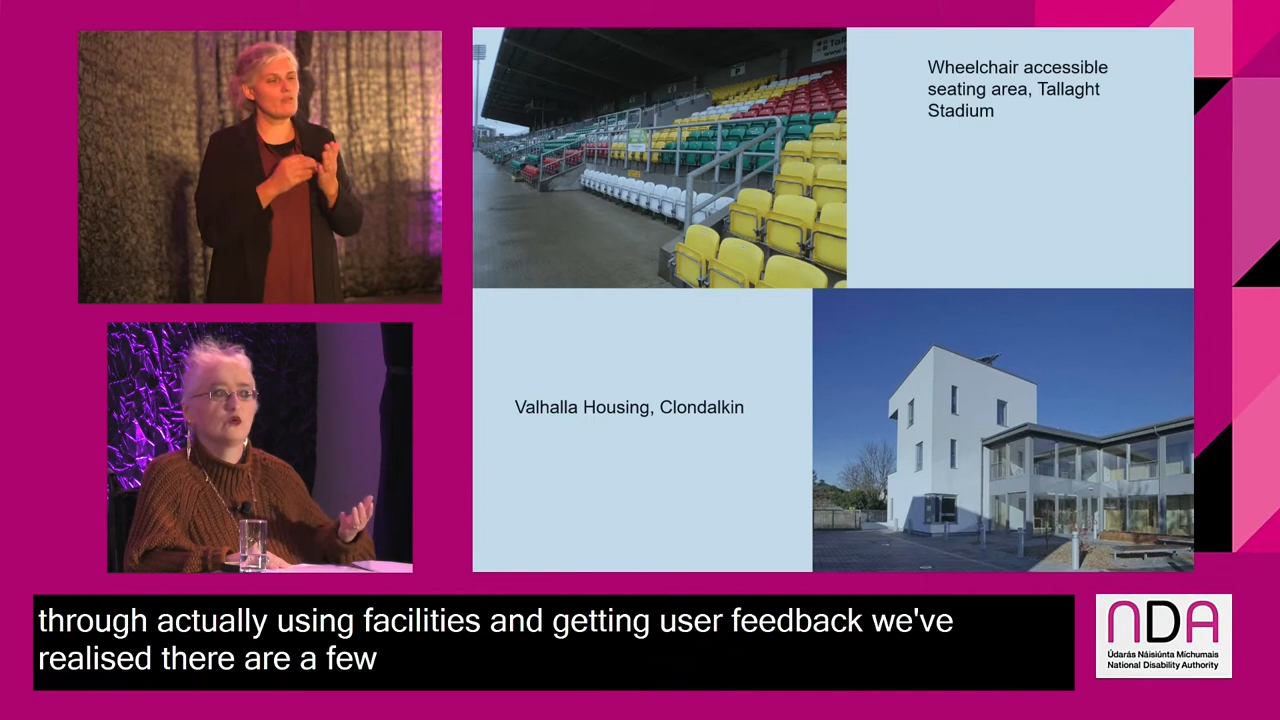 Wheelchair accessible
seating area, Tallaght
Stadium
Valhalla Housing, Clondalkin
through actually using facilities and getting user feedback we've
realised there are a few
NDA
Údarás Náisiúnta Míchumais
National Disability Authority